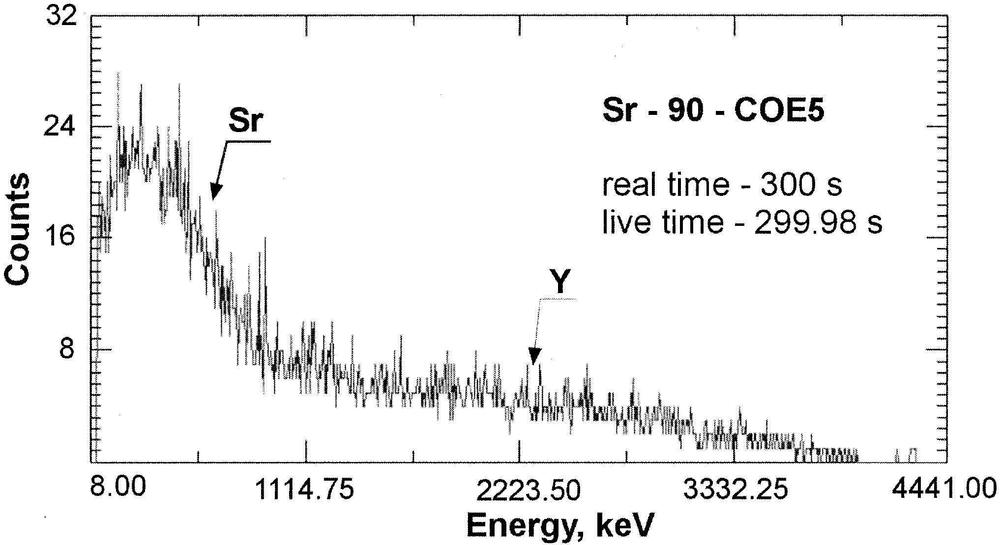 32
24
16
8
Counts
Sr
Sr - 90 - COE5
real time - 300 s
live time - 299.98 s
Y
8.00 1114.75 2223.50 3332.25 4441.00
Energy, keV